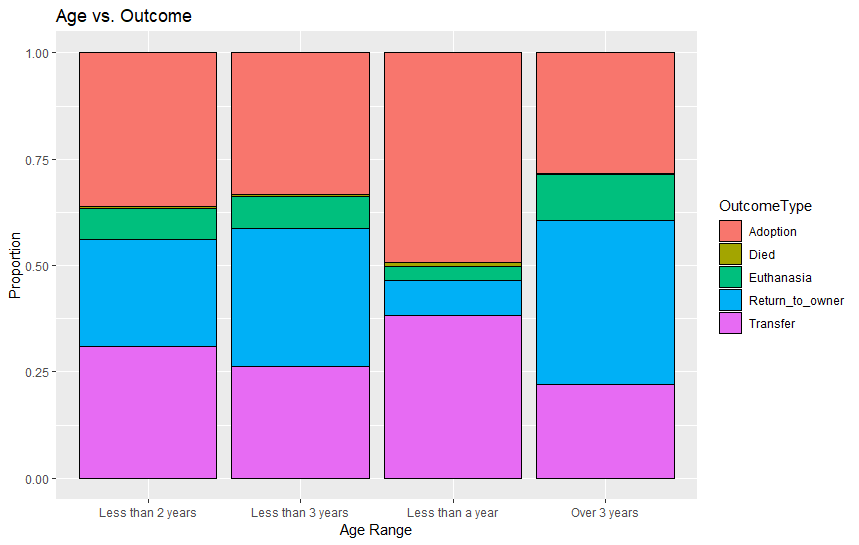 Age vs. Outcome
Proportion
1.00
0.75
0.50
0.25
0.00
Less than 2 years
Less than 3 years
Less than a year
Over 3 years
Age Range
OutcomeType
Adoption
Died
Euthanasia
Return_to_owner
Transfer